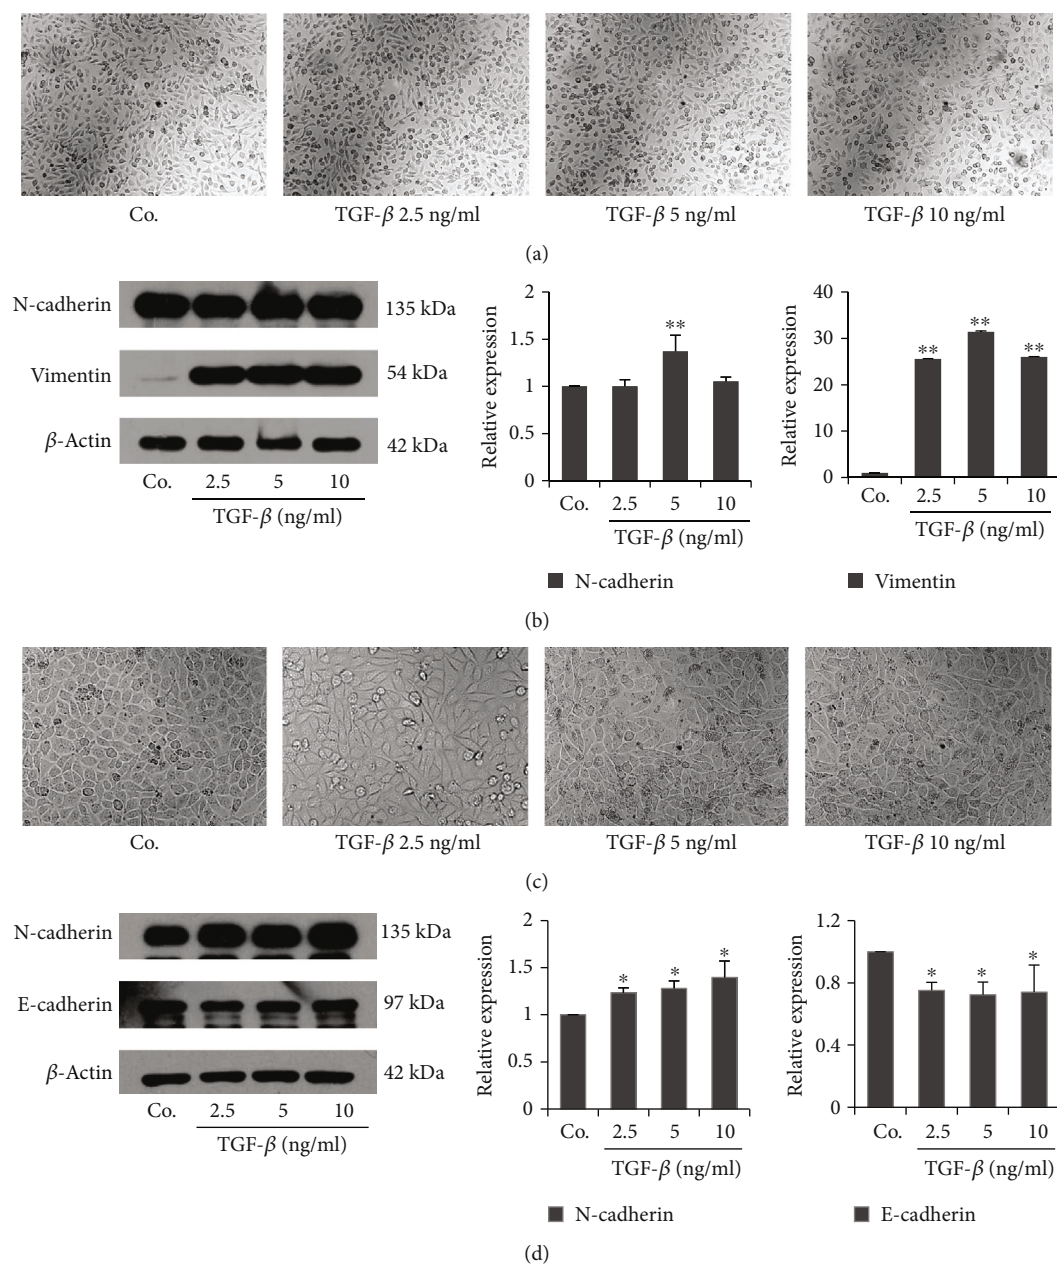 Co.
TGF-β 2.5 ng/ml
TGF-β 5 ng/ml
TGF-β 10 ng/ml
(a)
N-cadherin
135 kDa
Vimentin
54 kDa
β-Actin
42 kDa
Co.
2.5
5
10
TGF-β (ng/ml)
Relative expression
2
1.5
1
0.5
0
**
Co.
2.5
5
10
TGF-β (ng/ml)
N-cadherin
Relative expression
40
30
20
10
0
**
**
**
Co.
2.5
5
10
TGF-β (ng/ml)
Vimentin
(b)
Co.
TGF-β 2.5 ng/ml
TGF-β 5 ng/ml
TGF-β 10 ng/ml
(c)
N-cadherin
135 kDa
E-cadherin
97 kDa
β-Actin
42 kDa
Co.
2.5
5
10
TGF-β (ng/ml)
Relative expression
2
1.5
1
0.5
0
*
*
*
Co.
2.5
5
10
TGF-β (ng/ml)
N-cadherin
Relative expression
1.2
0.8
0.4
0
*
*
*
Co.
2.5
5
10
TGF-β (ng/ml)
E-cadherin
(d)